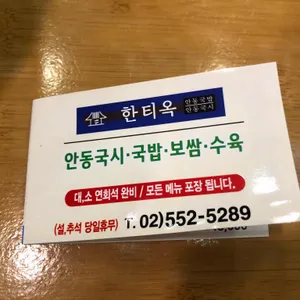 한티옥 안동국밥 안동국시
안동국시·국밥·보쌈·수육
대,소 연회석 완비 / 모든 메뉴 포장 됩니다.
(설,추석 당일휴무) T. 02)552-5289